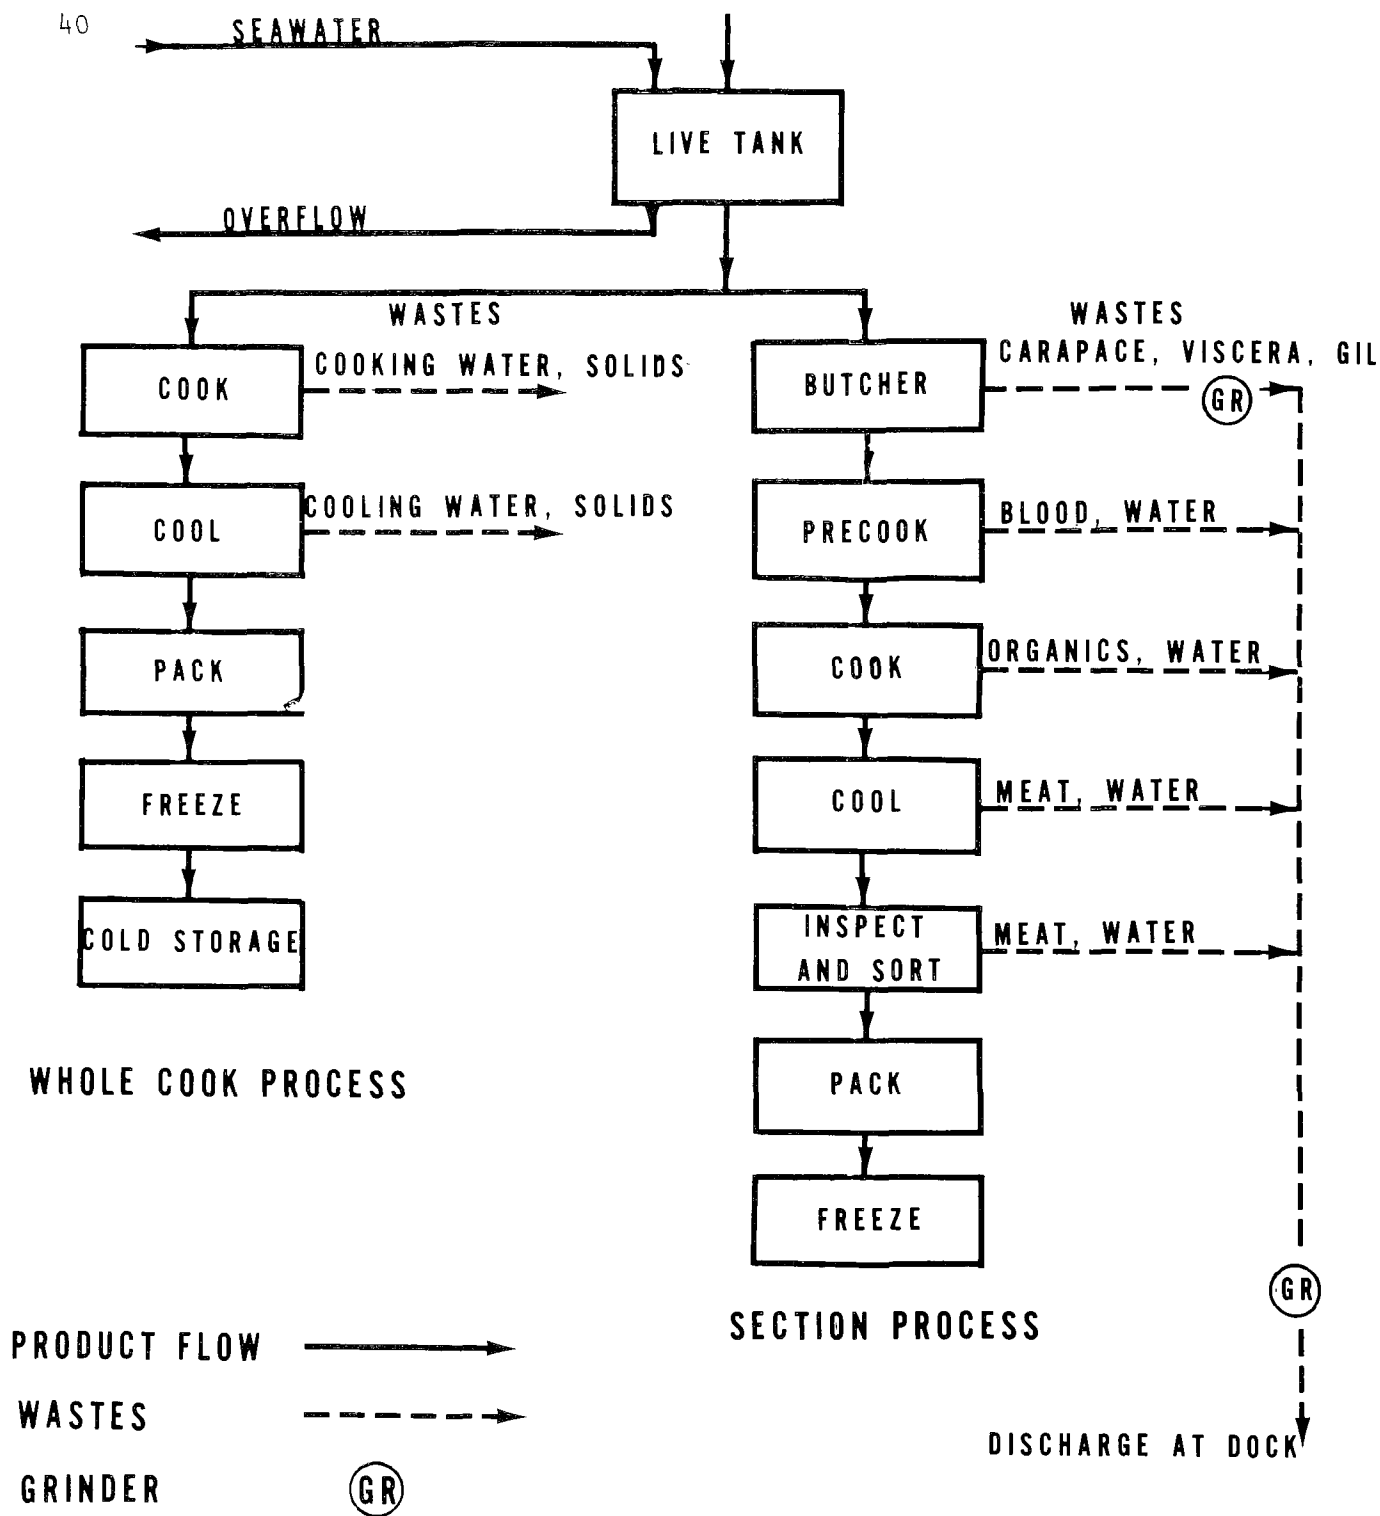 40
SEAWATER
LIVE TANK
OVERFLOW
WASTES
COOK
COOKING WATER, SOLIDS
COOL
COOLING WATER, SOLIDS
PACK
FREEZE
COLD STORAGE
WHOLE COOK PROCESS
WASTES
BUTCHER
CARAPACE, VISCERA, GIL
GR
PRECOOK
BLOOD, WATER
COOK
ORGANICS, WATER
COOL
MEAT, WATER
INSPECT
AND SORT
MEAT, WATER
PACK
FREEZE
GR
SECTION PROCESS
DISCHARGE AT DOCK
PRODUCT FLOW
WASTES
GRINDER
GR